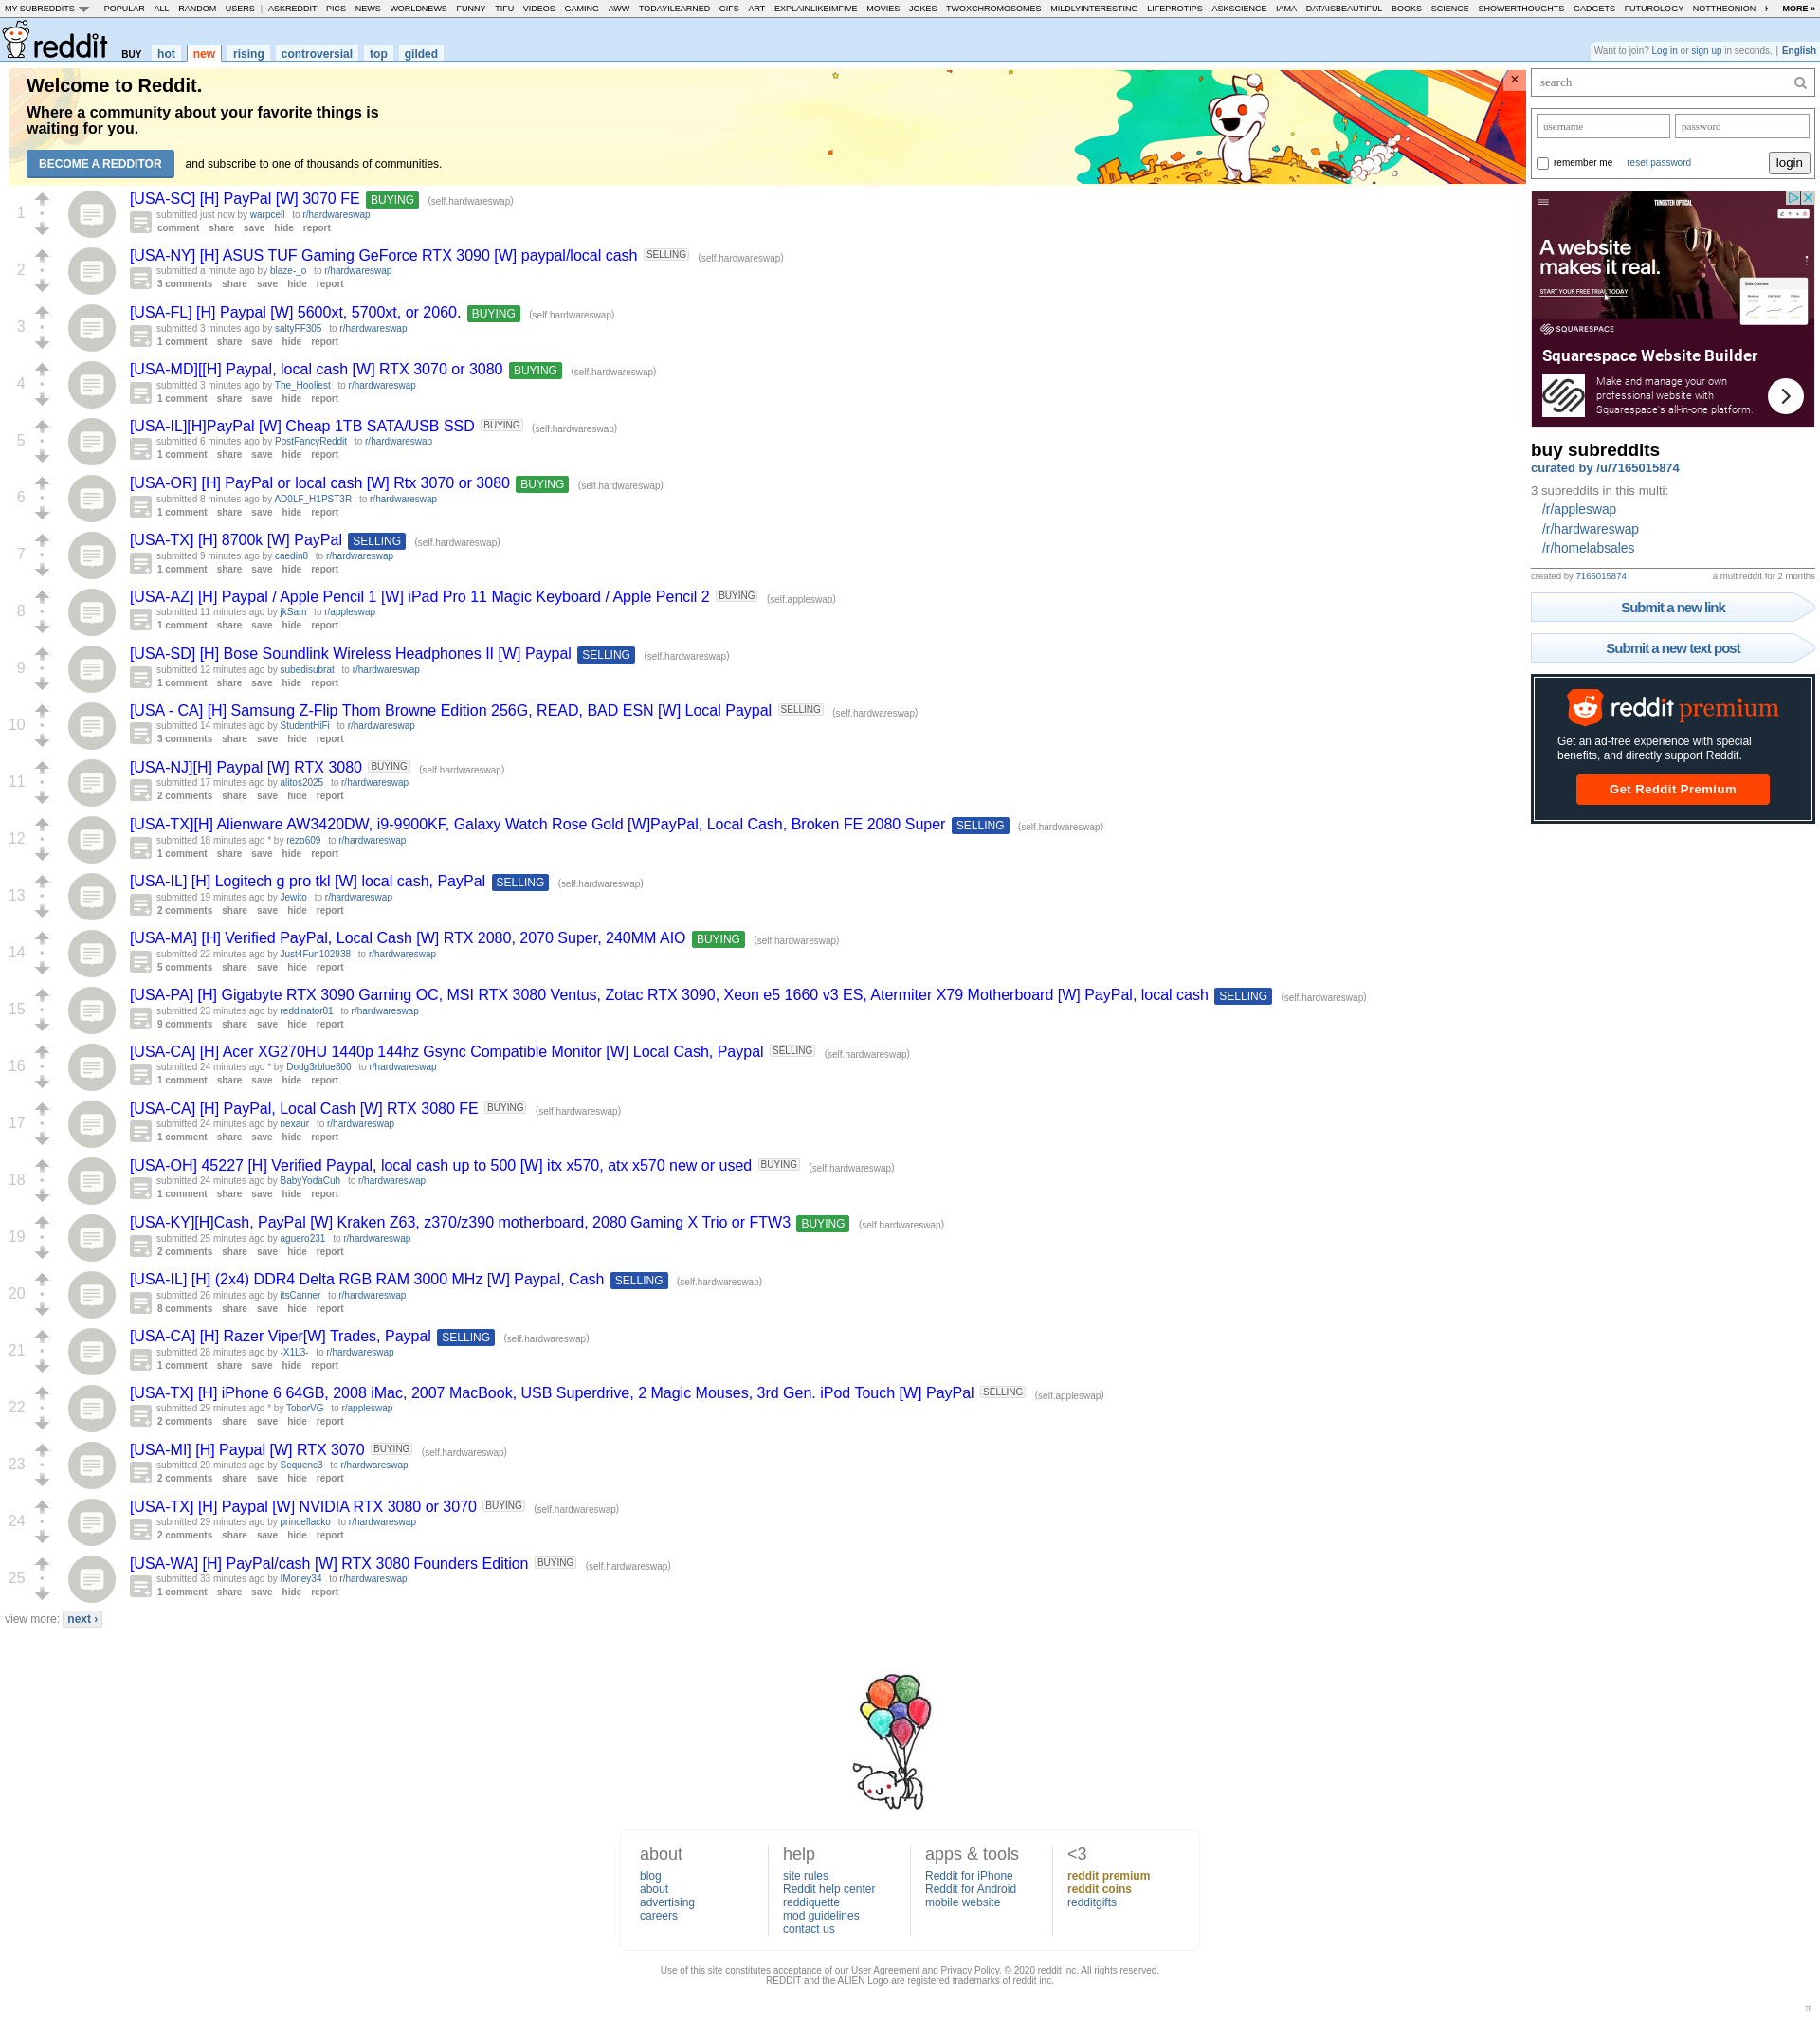 MY SUBREDDITS POPULAR - ALL - RANDOM - USERS | ASKREDDIT - PICS - NEWS - WORLDNEWS - FUNNY - TIFU - VIDEOS - GAMING - AWW - TODAYILEARNED - GIFS - ART - EXPLAINLIKEIMFIVE - MOVIES - JOKES - TWOXCHROMOSOMES - MILDLYINTERESTING - LIFEPROTIPS - ASKSCIENCE - IAMA - DATAISBEAUTIFUL - BOOKS - SCIENCE - SHOWERTHOUGHTS - GADGETS - FUTUROLOGY - NOTTHEONION - MORE »
reddit BUY hot new rising controversial top gilded
Want to join? Log in or sign up in seconds. | English
Welcome to Reddit.
Where a community about your favorite things is
waiting for you.
BECOME A REDDITOR and subscribe to one of thousands of communities.
×
1
[USA-SC] [H] PayPal [W] 3070 FE BUYING (self.hardwareswap)
submitted just now by warpcell to r/hardwareswap
comment share save hide report
2
[USA-NY] [H] ASUS TUF Gaming GeForce RTX 3090 [W] paypal/local cash SELLING (self.hardwareswap)
submitted a minute ago by blaze-_o to r/hardwareswap
3 comments share save hide report
3
[USA-FL] [H] Paypal [W] 5600xt, 5700xt, or 2060. BUYING (self.hardwareswap)
submitted 3 minutes ago by saltyFF305 to r/hardwareswap
1 comment share save hide report
4
[USA-MD][[H] Paypal, local cash [W] RTX 3070 or 3080 BUYING (self.hardwareswap)
submitted 3 minutes ago by The_Hooliest to r/hardwareswap
1 comment share save hide report
5
[USA-IL][H]PayPal [W] Cheap 1TB SATA/USB SSD BUYING (self.hardwareswap)
submitted 6 minutes ago by PostFancyReddit to r/hardwareswap
1 comment share save hide report
6
[USA-OR] [H] PayPal or local cash [W] Rtx 3070 or 3080 BUYING (self.hardwareswap)
submitted 8 minutes ago by AD0LF_H1PST3R to r/hardwareswap
1 comment share save hide report
7
[USA-TX] [H] 8700k [W] PayPal SELLING (self.hardwareswap)
submitted 9 minutes ago by caedin8 to r/hardwareswap
1 comment share save hide report
8
[USA-AZ] [H] Paypal / Apple Pencil 1 [W] iPad Pro 11 Magic Keyboard / Apple Pencil 2 BUYING (self.appleswap)
submitted 11 minutes ago by jkSam to r/appleswap
1 comment share save hide report
9
[USA-SD] [H] Bose Soundlink Wireless Headphones II [W] Paypal SELLING (self.hardwareswap)
submitted 12 minutes ago by subedisubrat to r/hardwareswap
1 comment share save hide report
10
[USA - CA] [H] Samsung Z-Flip Thom Browne Edition 256G, READ, BAD ESN [W] Local Paypal SELLING (self.hardwareswap)
submitted 14 minutes ago by StudentHiFi to r/hardwareswap
3 comments share save hide report
11
[USA-NJ][H] Paypal [W] RTX 3080 BUYING (self.hardwareswap)
submitted 17 minutes ago by alitos2025 to r/hardwareswap
2 comments share save hide report
12
[USA-TX][H] Alienware AW3420DW, i9-9900KF, Galaxy Watch Rose Gold [W]PayPal, Local Cash, Broken FE 2080 Super SELLING (self.hardwareswap)
submitted 18 minutes ago * by rezo609 to r/hardwareswap
1 comment share save hide report
13
[USA-IL] [H] Logitech g pro tkl [W] local cash, PayPal SELLING (self.hardwareswap)
submitted 19 minutes ago by Jewito to r/hardwareswap
2 comments share save hide report
14
[USA-MA] [H] Verified PayPal, Local Cash [W] RTX 2080, 2070 Super, 240MM AIO BUYING (self.hardwareswap)
submitted 22 minutes ago by Just4Fun102938 to r/hardwareswap
5 comments share save hide report
15
[USA-PA] [H] Gigabyte RTX 3090 Gaming OC, MSI RTX 3080 Ventus, Zotac RTX 3090, Xeon e5 1660 v3 ES, Atermiter X79 Motherboard [W] PayPal, local cash SELLING (self.hardwareswap)
submitted 23 minutes ago by reddinator01 to r/hardwareswap
9 comments share save hide report
16
[USA-CA] [H] Acer XG270HU 1440p 144hz Gsync Compatible Monitor [W] Local Cash, Paypal SELLING (self.hardwareswap)
submitted 24 minutes ago * by Dodg3rblue800 to r/hardwareswap
1 comment share save hide report
17
[USA-CA] [H] PayPal, Local Cash [W] RTX 3080 FE BUYING (self.hardwareswap)
submitted 24 minutes ago by nexaur to r/hardwareswap
1 comment share save hide report
18
[USA-OH] 45227 [H] Verified Paypal, local cash up to 500 [W] itx x570, atx x570 new or used BUYING (self.hardwareswap)
submitted 24 minutes ago by BabyYodaCuh to r/hardwareswap
1 comment share save hide report
19
[USA-KY][H]Cash, PayPal [W] Kraken Z63, z370/z390 motherboard, 2080 Gaming X Trio or FTW3 BUYING (self.hardwareswap)
submitted 25 minutes ago by aguero231 to r/hardwareswap
2 comments share save hide report
20
[USA-IL] [H] (2x4) DDR4 Delta RGB RAM 3000 MHz [W] Paypal, Cash SELLING (self.hardwareswap)
submitted 26 minutes ago by itsCanner to r/hardwareswap
8 comments share save hide report
21
[USA-CA] [H] Razer Viper[W] Trades, Paypal SELLING (self.hardwareswap)
submitted 28 minutes ago by -X1L3- to r/hardwareswap
1 comment share save hide report
22
[USA-TX] [H] iPhone 6 64GB, 2008 iMac, 2007 MacBook, USB Superdrive, 2 Magic Mouses, 3rd Gen. iPod Touch [W] PayPal SELLING (self.appleswap)
submitted 29 minutes ago * by ToborVG to r/appleswap
2 comments share save hide report
23
[USA-MI] [H] Paypal [W] RTX 3070 BUYING (self.hardwareswap)
submitted 29 minutes ago by Sequenc3 to r/hardwareswap
2 comments share save hide report
24
[USA-TX] [H] Paypal [W] NVIDIA RTX 3080 or 3070 BUYING (self.hardwareswap)
submitted 29 minutes ago by princeflacko to r/hardwareswap
2 comments share save hide report
25
[USA-WA] [H] PayPal/cash [W] RTX 3080 Founders Edition BUYING (self.hardwareswap)
submitted 33 minutes ago by IMoney34 to r/hardwareswap
1 comment share save hide report
view more: next ›
search
username password
remember me reset password login
TUNGSTEN OPTICAL
A website
makes it real.
START YOUR FREE TRIAL TODAY
SQUARESPACE
Squarespace Website Builder
Make and manage your own
professional website with
Squarespace's all-in-one platform.
buy subreddits
curated by /u/7165015874
3 subreddits in this multi:
/r/appleswap
/r/hardwareswap
/r/homelabsales
created by 7165015874 a multireddit for 2 months
Submit a new link
Submit a new text post
reddit premium
Get an ad-free experience with special
benefits, and directly support Reddit.
Get Reddit Premium
about
blog
about
advertising
careers
help
site rules
Reddit help center
reddiquette
mod guidelines
contact us
apps & tools
Reddit for iPhone
Reddit for Android
mobile website
<3
reddit premium
reddit coins
redditgifts
Use of this site constitutes acceptance of our User Agreement and Privacy Policy. © 2020 reddit inc. All rights reserved.
REDDIT and the ALIEN Logo are registered trademarks of reddit inc.
π